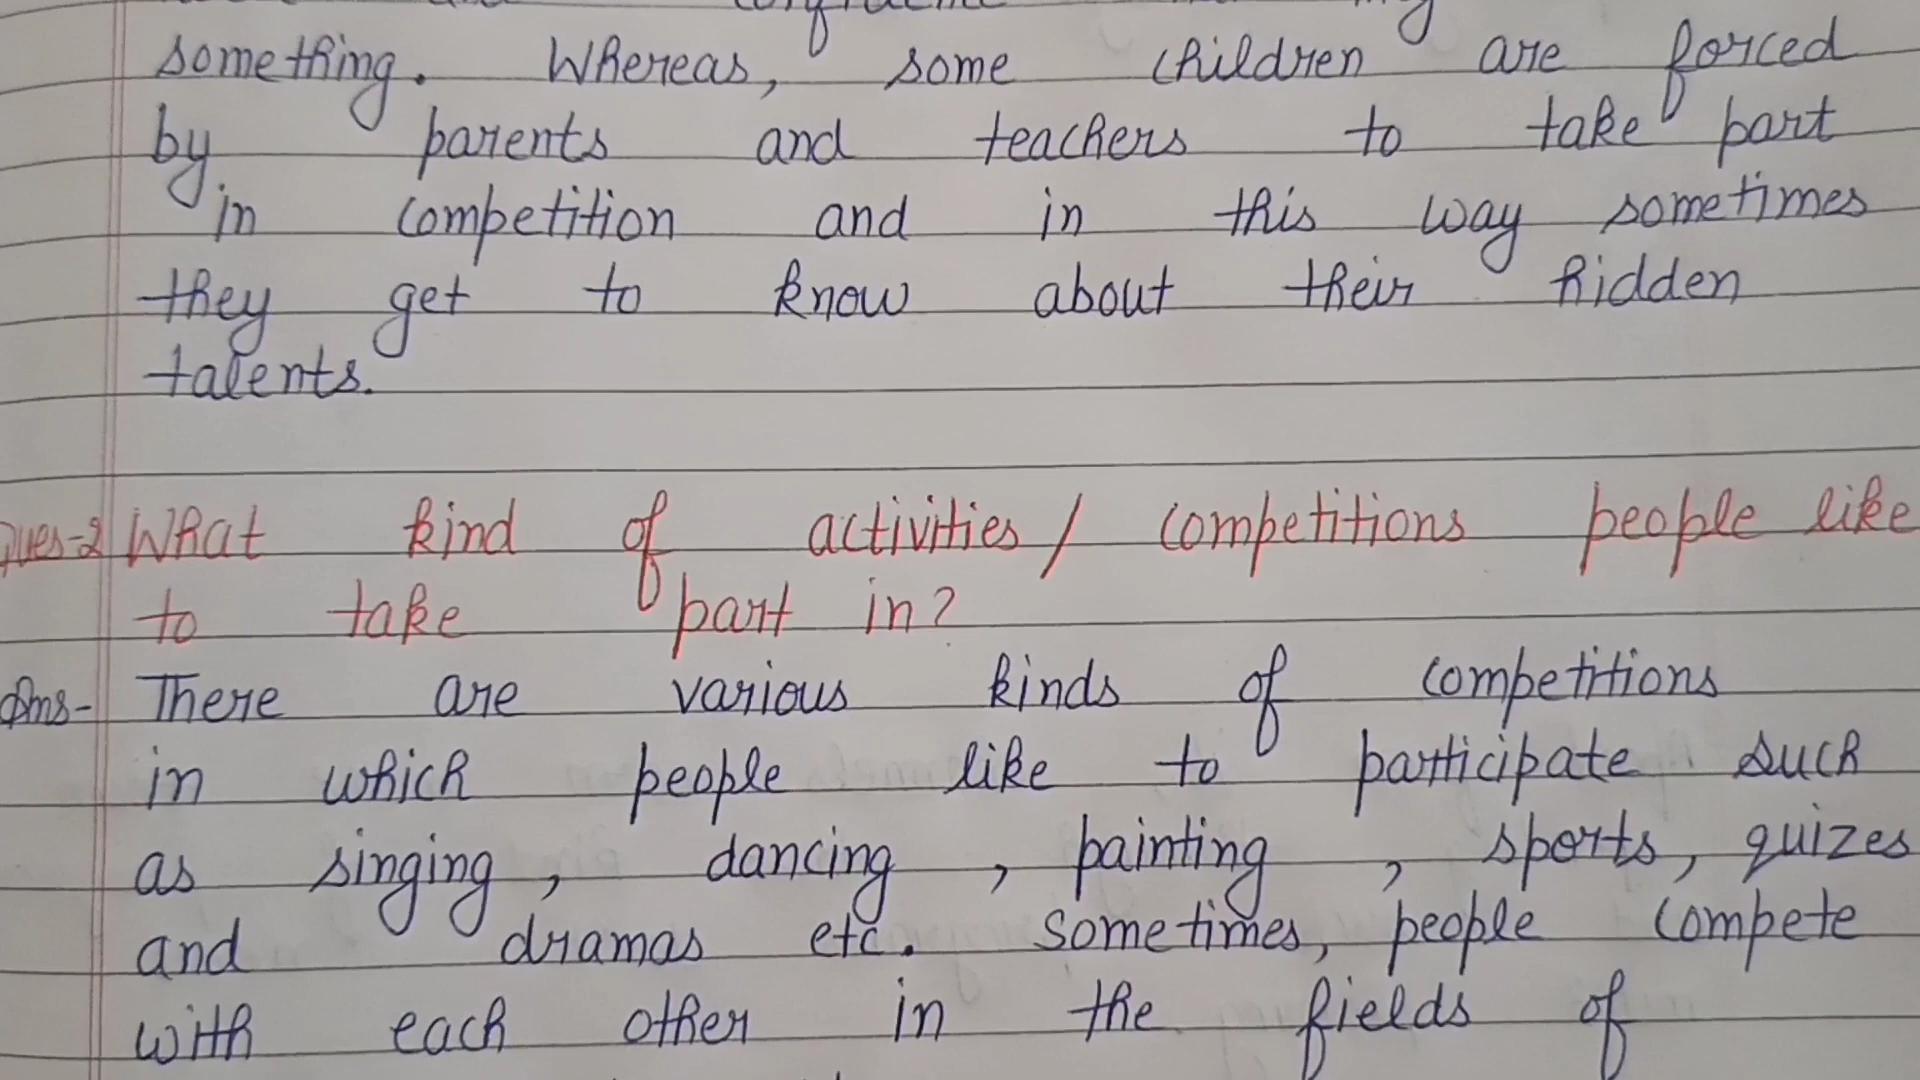 something. Whereas, some children are forced
by parents and teachers to take part
in competition and in this way sometimes
they get to know about their hidden
talents.
Ques-2 What kind of activities/ competitions people like
to take part in?
Ans- There are various kinds of competitions
in which people like to participate such
as singing, dancing, painting, sports, quizes
and dramas etc. Sometimes, people compete
with each other in the fields of